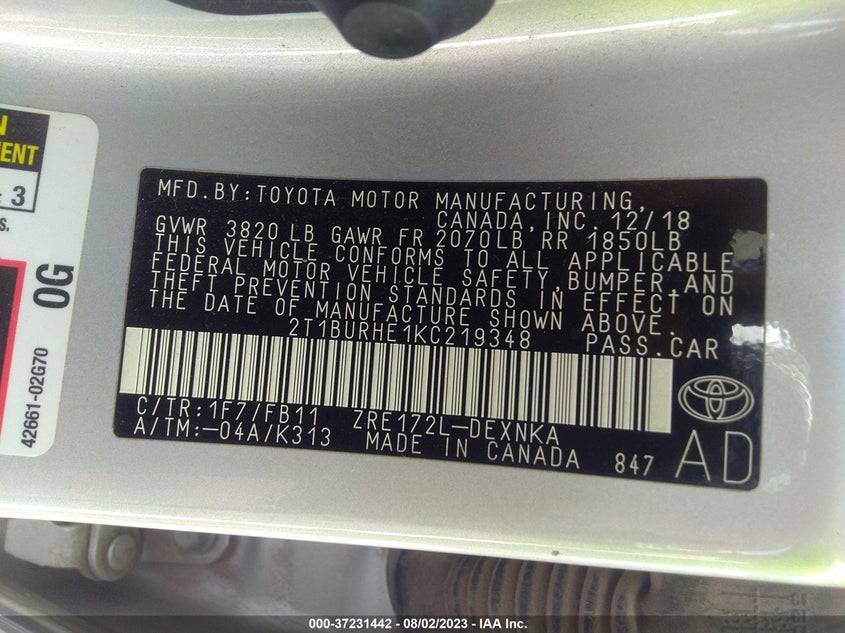 N
ENT
3
s.
OG
42661-02G70
MFD.BY:TOYOTA MOTOR MANUFACTURING,
CANADA,INC. 12/18
GVWR 3820 LB GAWR FR 2070LB RR 1850LB
THIS VEHICLE CONFORMS TO ALL APPLICABLE
FEDERAL MOTOR VEHICLE SAFETY,BUMPER,AND
THEFT PREVENTION STANDARDS IN EFFECT ON
THE DATE OF MANUFACTURE SHOWN ABOVE.
2T1BURHE1KC219348 PASS.CAR
C/TR:1F7/FB11 ZRE172L-DEXNKA
A/TM:-04A/K313 MADE IN CANADA 847 AD
000-37231442 - 08/02/2023 - IAA Inc.